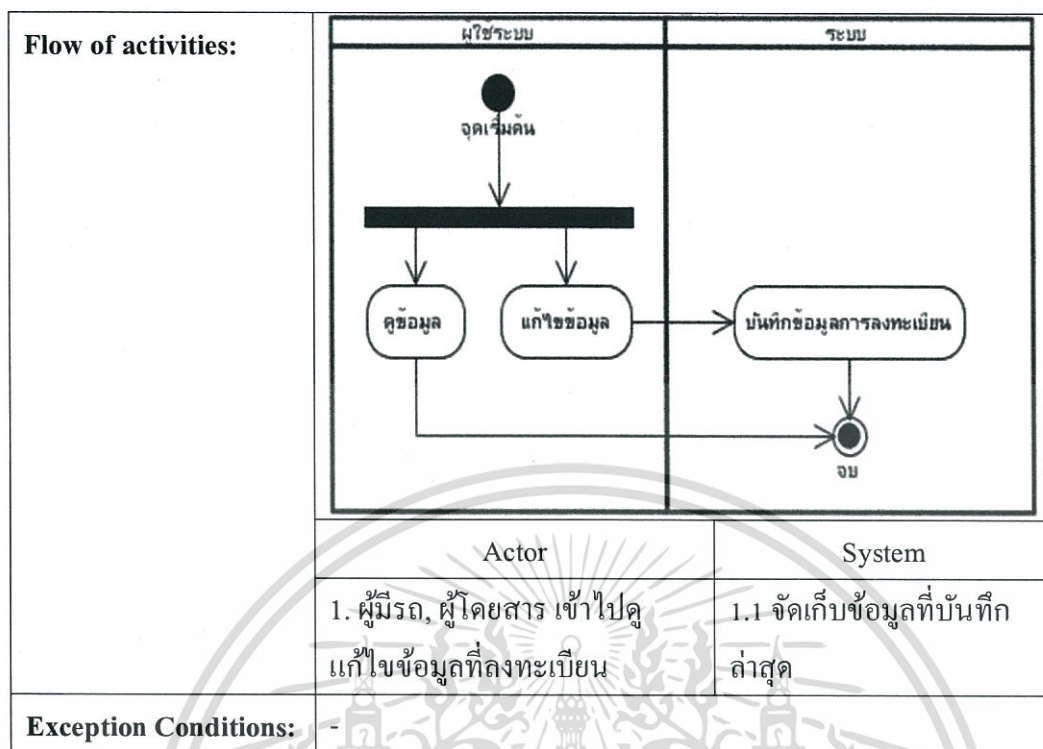 Flow of activities:
ผู้ใช้ระบบ
ระบบ
จุดเริ่มต้น
ดูข้อมูล
แก้ไขข้อมูล
บันทึกข้อมูลการลงทะเบียน
จบ
Actor
System
1. ผู้มีรถ, ผู้โดยสาร เข้าไปดู
แก้ไขข้อมูลที่ลงทะเบียน
1.1 จัดเก็บข้อมูลที่บันทึก
ล่าสุด
Exception Conditions:
-